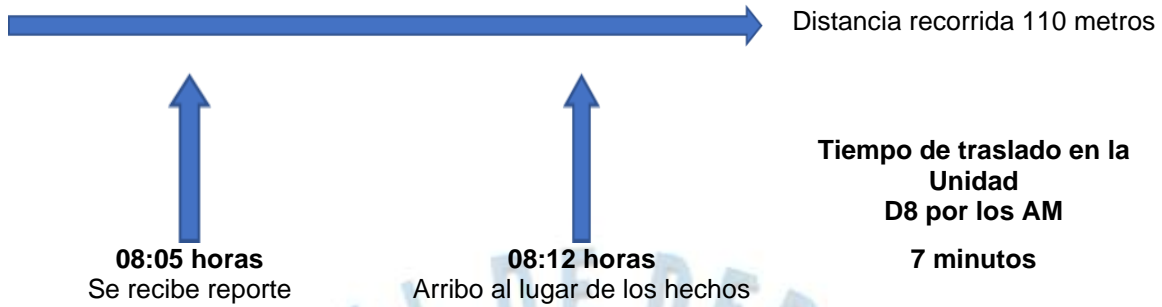 Distancia recorrida 110 metros
Tiempo de traslado en la
Unidad
D8 por los AM
08:05 horas
08:12 horas
7 minutos
Se recibe reporte
Arribo al lugar de los hechos